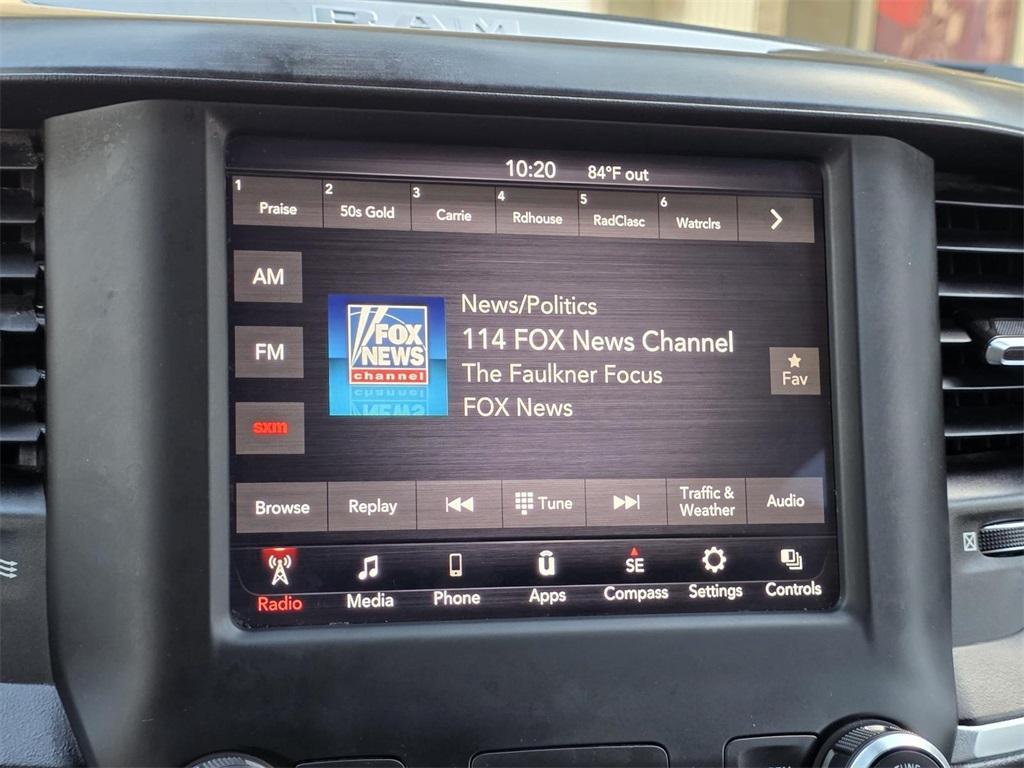 RAM
10:20 84°F out
1 Praise 2 50s Gold 3 Carrie 4 Rdhouse 5 RadClasc 6 Watrclrs
AM
FM
sxm
FOX
NEWS
channel
News/Politics
114 FOX News Channel
The Faulkner Focus
FOX News
Fav
Browse Replay Tune Traffic &
Weather Audio
SE
Radio Media Phone Apps Compass Settings Controls